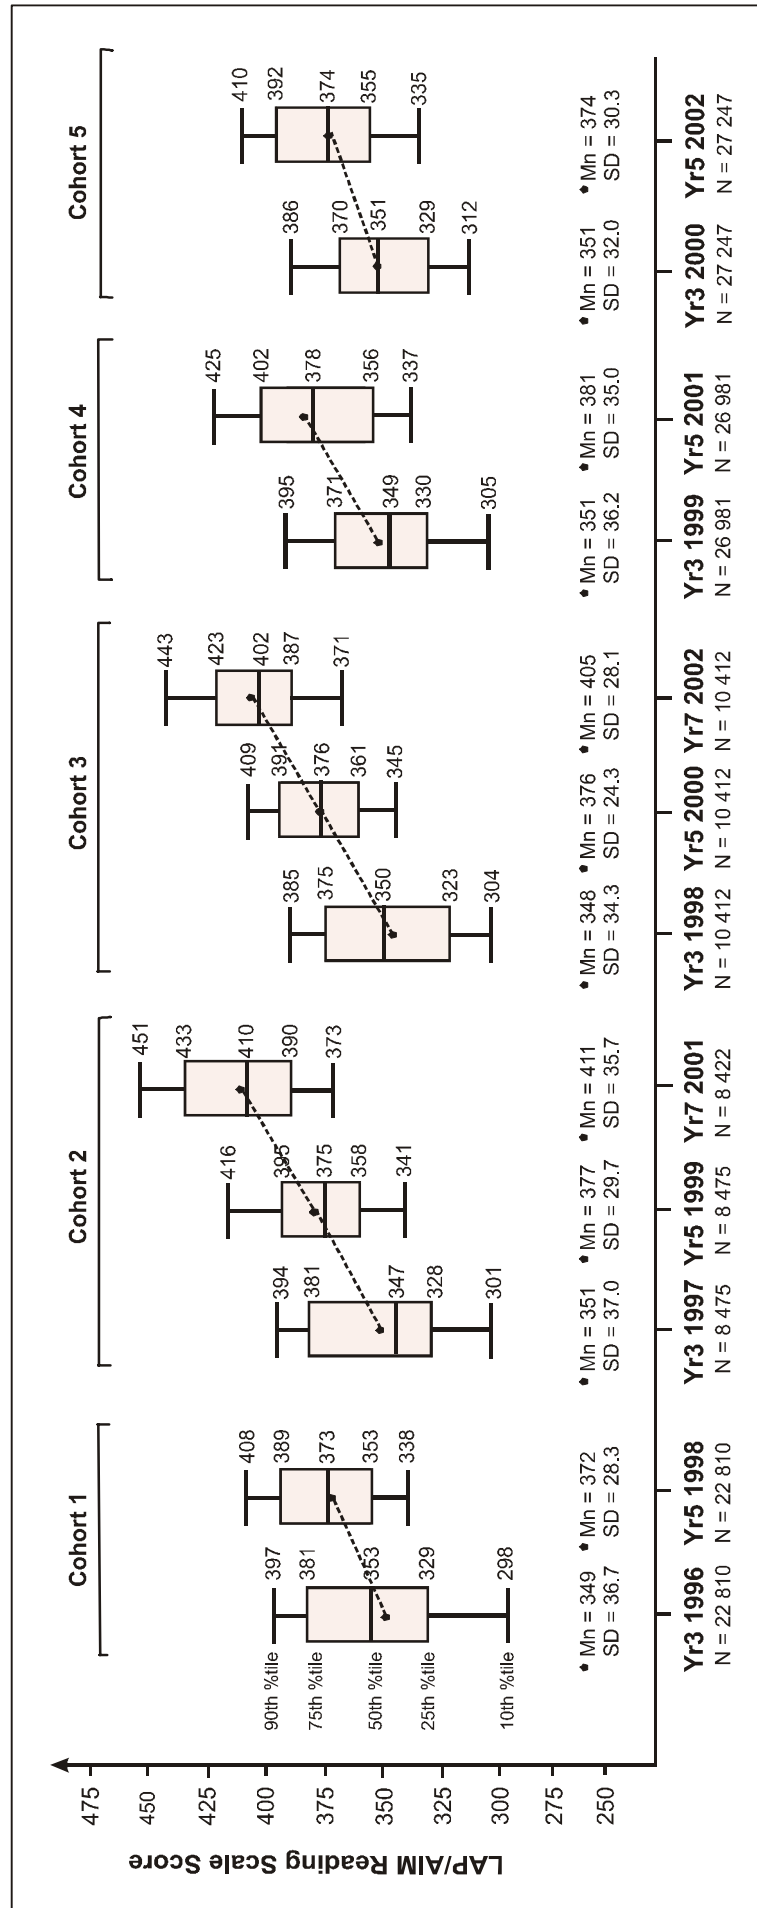 LAP/AIM Reading Scale Score
475
450
425
400
375
350
325
300
275
250
Cohort 1
90th %tile
75th %tile
50th %tile
25th %tile
10th %tile
397
381
353
329
298
Mn = 349
SD = 36.7
Yr3 1996
N = 22 810
408
389
373
353
338
Mn = 372
SD = 28.3
Yr5 1998
N = 22 810
Cohort 2
394
381
347
328
301
Mn = 351
SD = 37.0
Yr3 1997
N = 8 475
416
395
375
358
341
Mn = 377
SD = 29.7
Yr5 1999
N = 8 475
451
433
410
390
373
Mn = 411
SD = 35.7
Yr7 2001
N = 8 422
Cohort 3
385
375
350
323
304
Mn = 348
SD = 34.3
Yr3 1998
N = 10 412
409
391
376
361
345
Mn = 376
SD = 24.3
Yr5 2000
N = 10 412
443
423
402
387
371
Mn = 405
SD = 28.1
Yr7 2002
N = 10 412
Cohort 4
395
371
349
330
305
Mn = 351
SD = 36.2
Yr3 1999
N = 26 981
425
402
378
356
337
Mn = 381
SD = 35.0
Yr5 2001
N = 26 981
Cohort 5
386
370
351
329
312
Mn = 351
SD = 32.0
Yr3 2000
N = 27 247
410
392
374
355
335
Mn = 374
SD = 30.3
Yr5 2002
N = 27 247